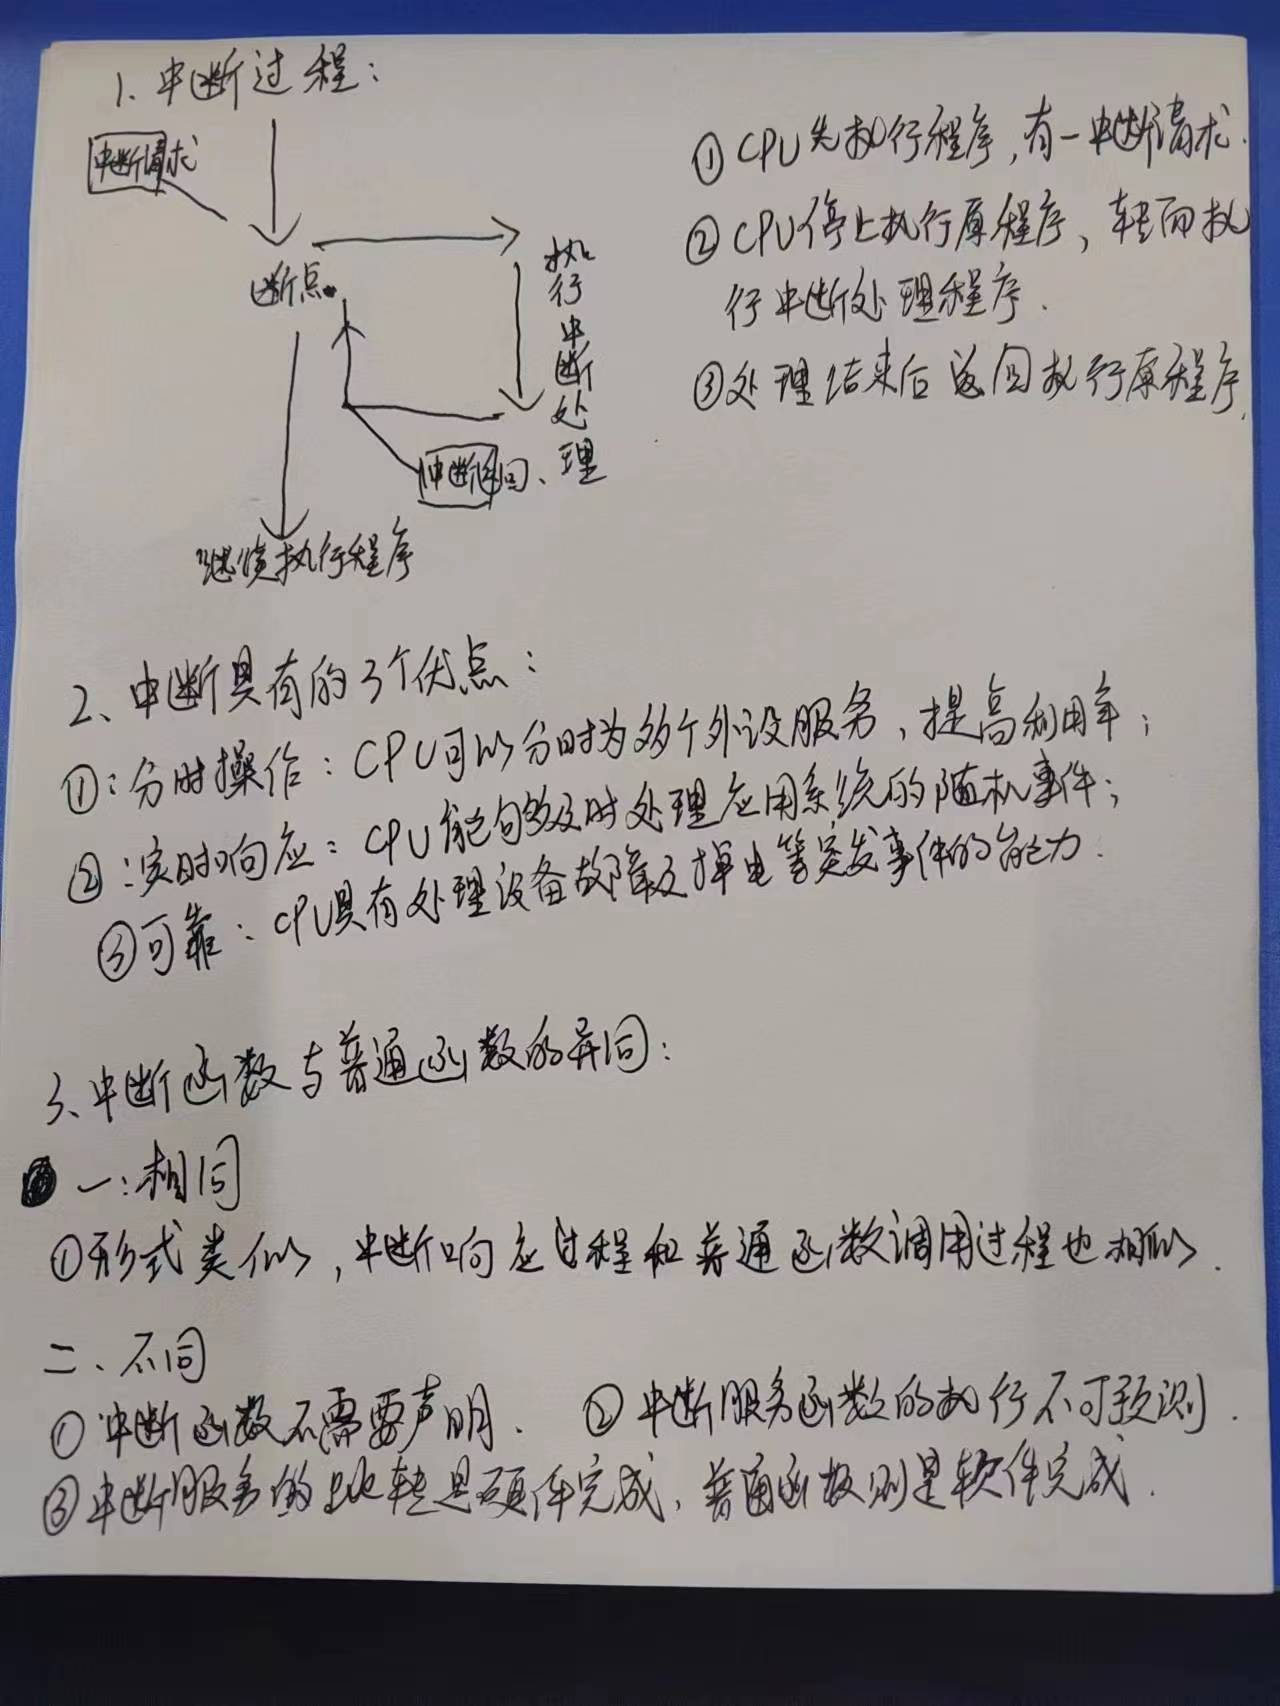 1、中断过程：
中断请求
断点
执行中断处理
中断返回、
继续执行程序
① CPU先执行程序，有一中断请求.
② CPU停止执行原程序，转而执
行中断处理程序.
③处理结束后返回执行原程序.
2、中断具有的3个优点：
①：分时操作：CPU可以分时为多个外设服务，提高利用率；
②：实时响应：CPU能句够及时处理应用系统的随机事件；
③可靠：CPU具有处理设备故障及掉电等突发事件的能力.
3、中断函数与普通函数的异同：
一：相同
①形式类似，中断响应过程和普通函数调用过程也相似.
二、不同
①中断函数不需要声明. ②中断服务函数的执行不可预测.
③中断服务的跳转是硬件完成，普通函数则是软件完成.